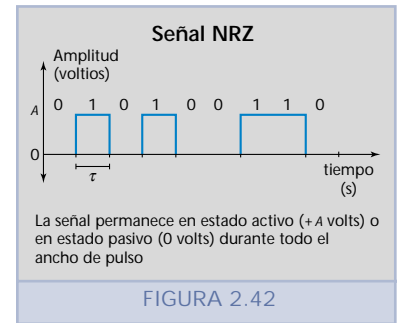 Señal NRZ
Amplitud
(voltios)
A 0 1 0 1 0 0 1 1 0
0
τ
tiempo
(s)
La señal permanece en estado activo (+A volts) o
en estado pasivo (0 volts) durante todo el
ancho de pulso
FIGURA 2.42